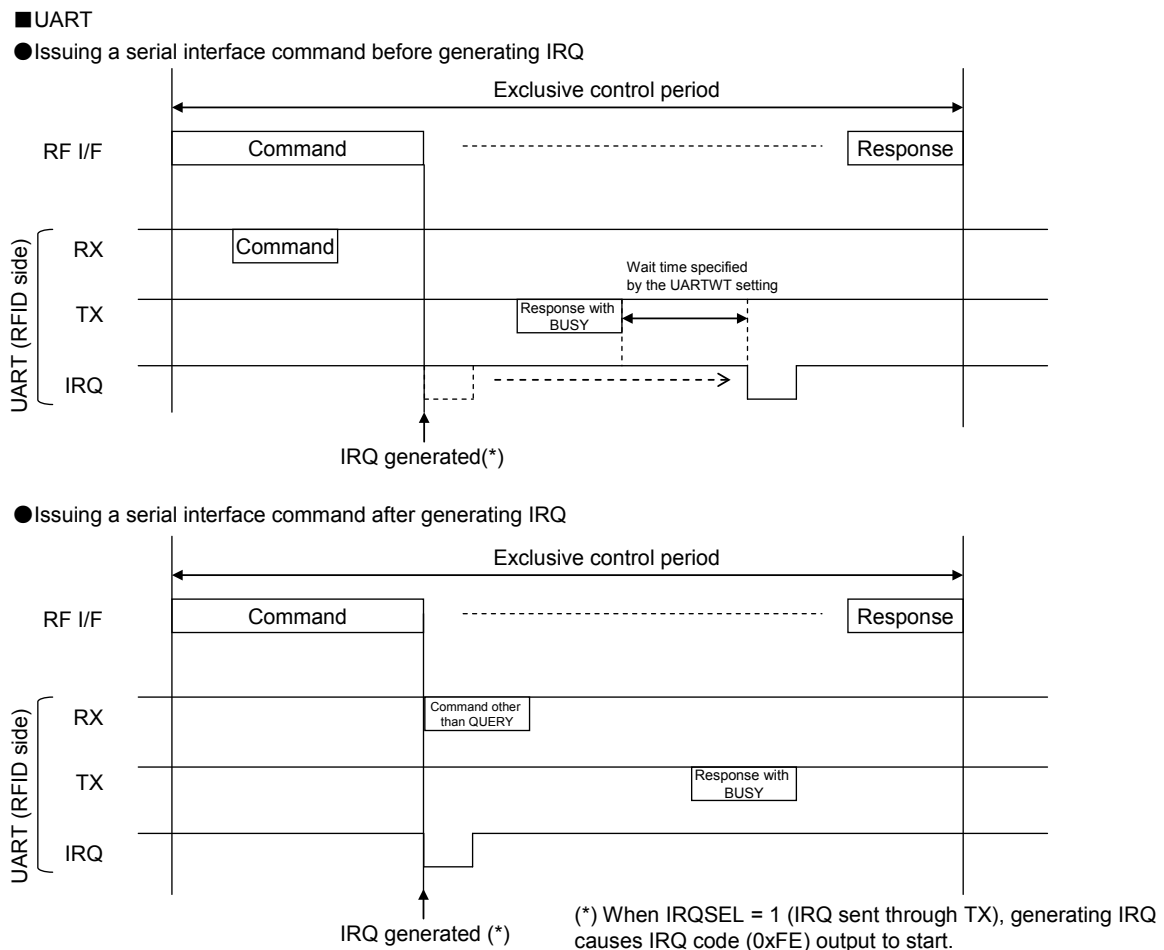 ■UART
●Issuing a serial interface command before generating IRQ
Exclusive control period
RF I/F
Command
Response
UART (RFID side)
RX
Command
Wait time specified
by the UARTWT setting
TX
Response with
BUSY
IRQ
IRQ generated(*)
●Issuing a serial interface command after generating IRQ
Exclusive control period
RF I/F
Command
Response
UART (RFID side)
RX
Command other
than QUERY
TX
Response with
BUSY
IRQ
IRQ generated (*)
(*) When IRQSEL = 1 (IRQ sent through TX), generating IRQ
causes IRQ code (0xFE) output to start.